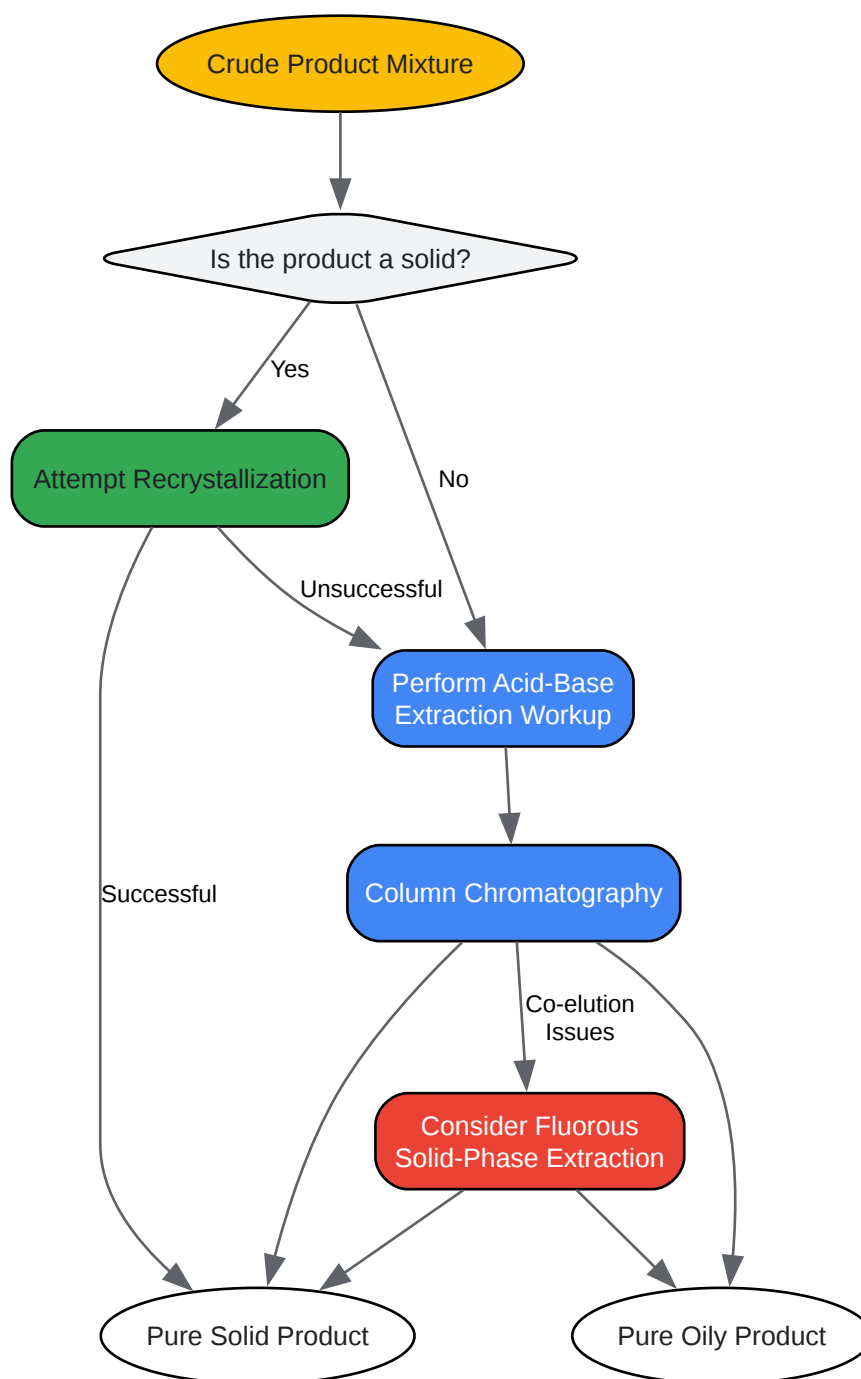 Crude Product Mixture
Is the product a solid?
Yes
Attempt Recrystallization
No
Unsuccessful
Perform Acid-Base
Extraction Workup
Successful
Column Chromatography
Co-elution
Issues
Consider Fluorous
Solid-Phase Extraction
Pure Solid Product
Pure Oily Product